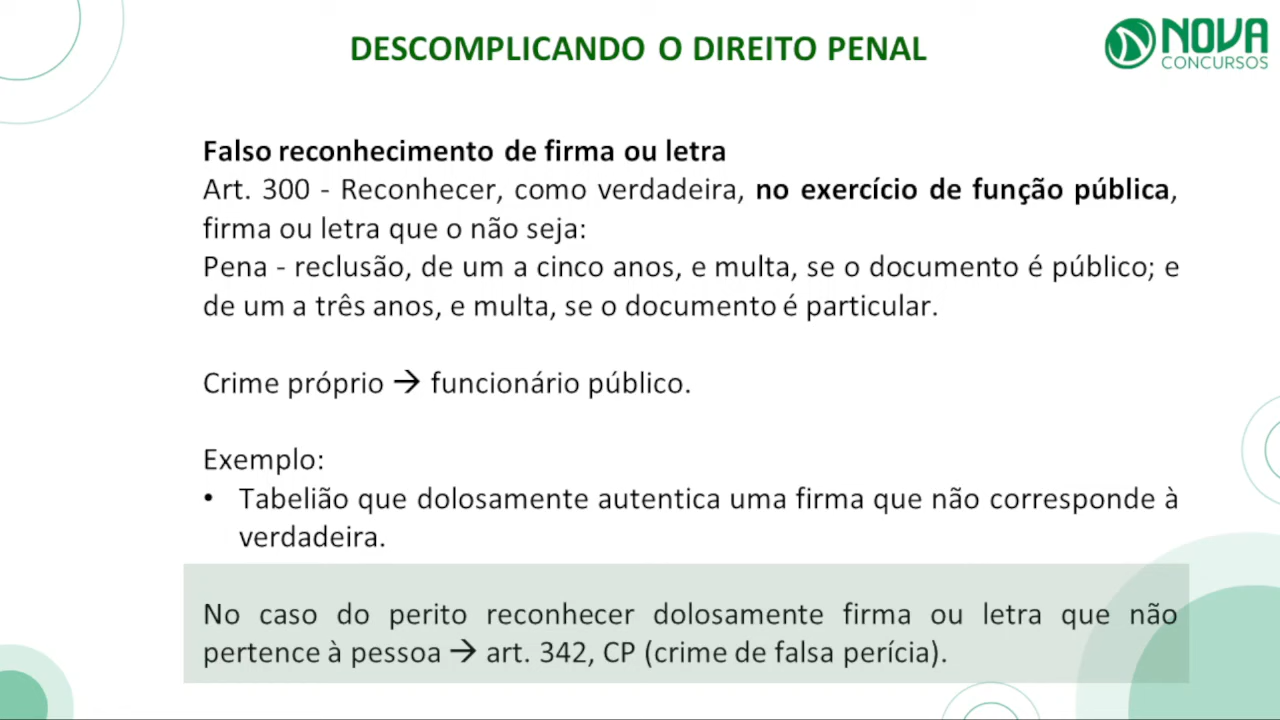 DESCOMPLICANDO O DIREITO PENAL
NOVA
CONCURSOS
Falso reconhecimento de firma ou letra
Art. 300 - Reconhecer, como verdadeira, no exercício de função pública,
firma ou letra que o não seja:
Pena - reclusão, de um a cinco anos, e multa, se o documento é público; e
de um a três anos, e multa, se o documento é particular.
Crime próprio → funcionário público.
Exemplo:
• Tabelião que dolosamente autentica uma firma que não corresponde à
verdadeira.
No caso do perito reconhecer dolosamente firma ou letra que não
pertence à pessoa → art. 342, CP (crime de falsa perícia).